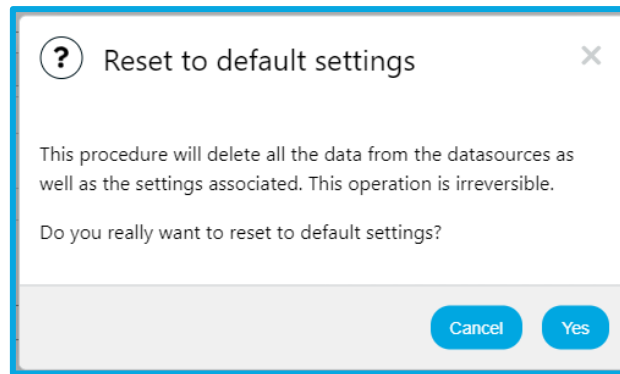 ? Reset to default settings
This procedure will delete all the data from the datasources as
well as the settings associated. This operation is irreversible.
Do you really want to reset to default settings?
Cancel Yes